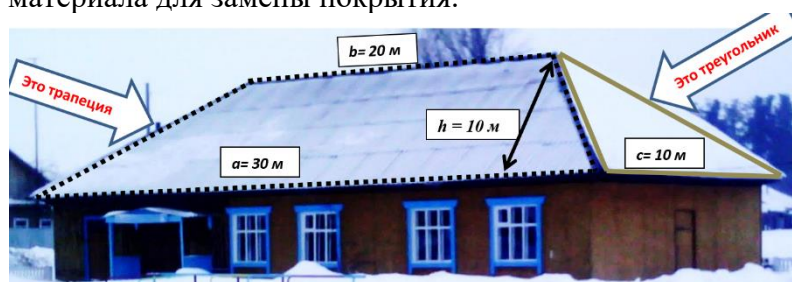 материала для замены покрытия.
b= 20 м
Это трапеция
Это треугольник
h = 10 м
c= 10 м
a= 30 м